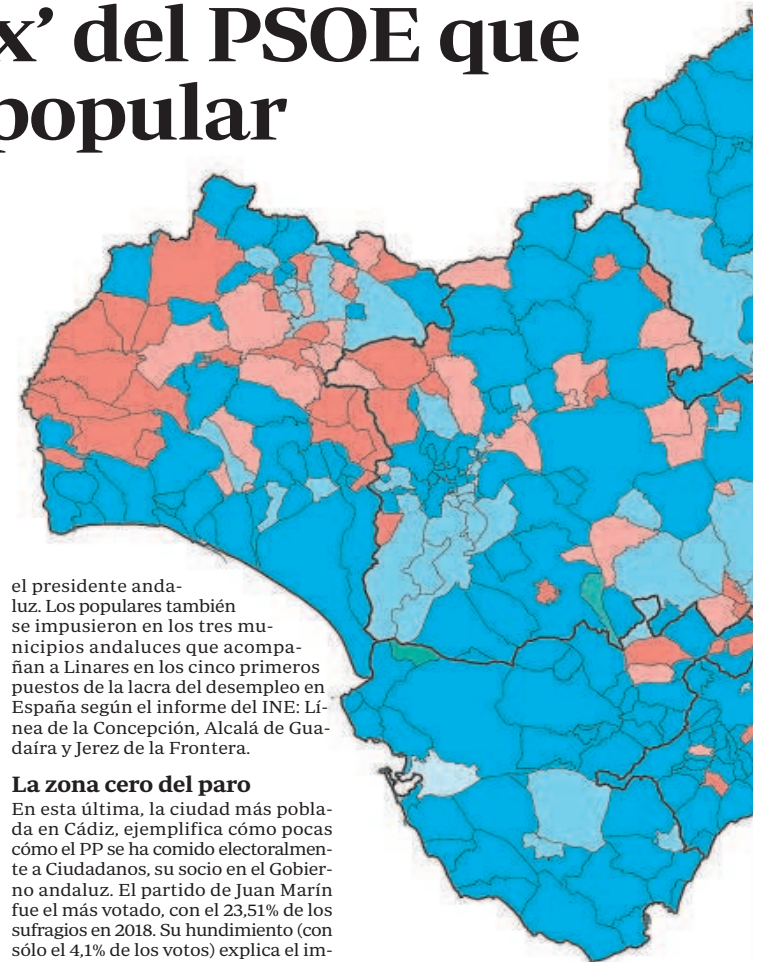 x’ del PSOE que
popular
el presidente anda-
luz. Los populares también
se impusieron en los tres mu-
nicipios andaluces que acompa-
ñan a Linares en los cinco primeros
puestos de la lacra del desempleo en
España según el informe del INE: Lí-
nea de la Concepción, Alcalá de Gua-
daíra y Jerez de la Frontera.
La zona cero del paro
En esta última, la ciudad más pobla-
da en Cádiz, ejemplifica cómo pocas
cómo el PP se ha comido electoralmen-
te a Ciudadanos, su socio en el Gobier-
no andaluz. El partido de Juan Marín
fue el más votado, con el 23,51% de los
sufragios en 2018. Su hundimiento (con
sólo el 4,1% de los votos) explica el im-